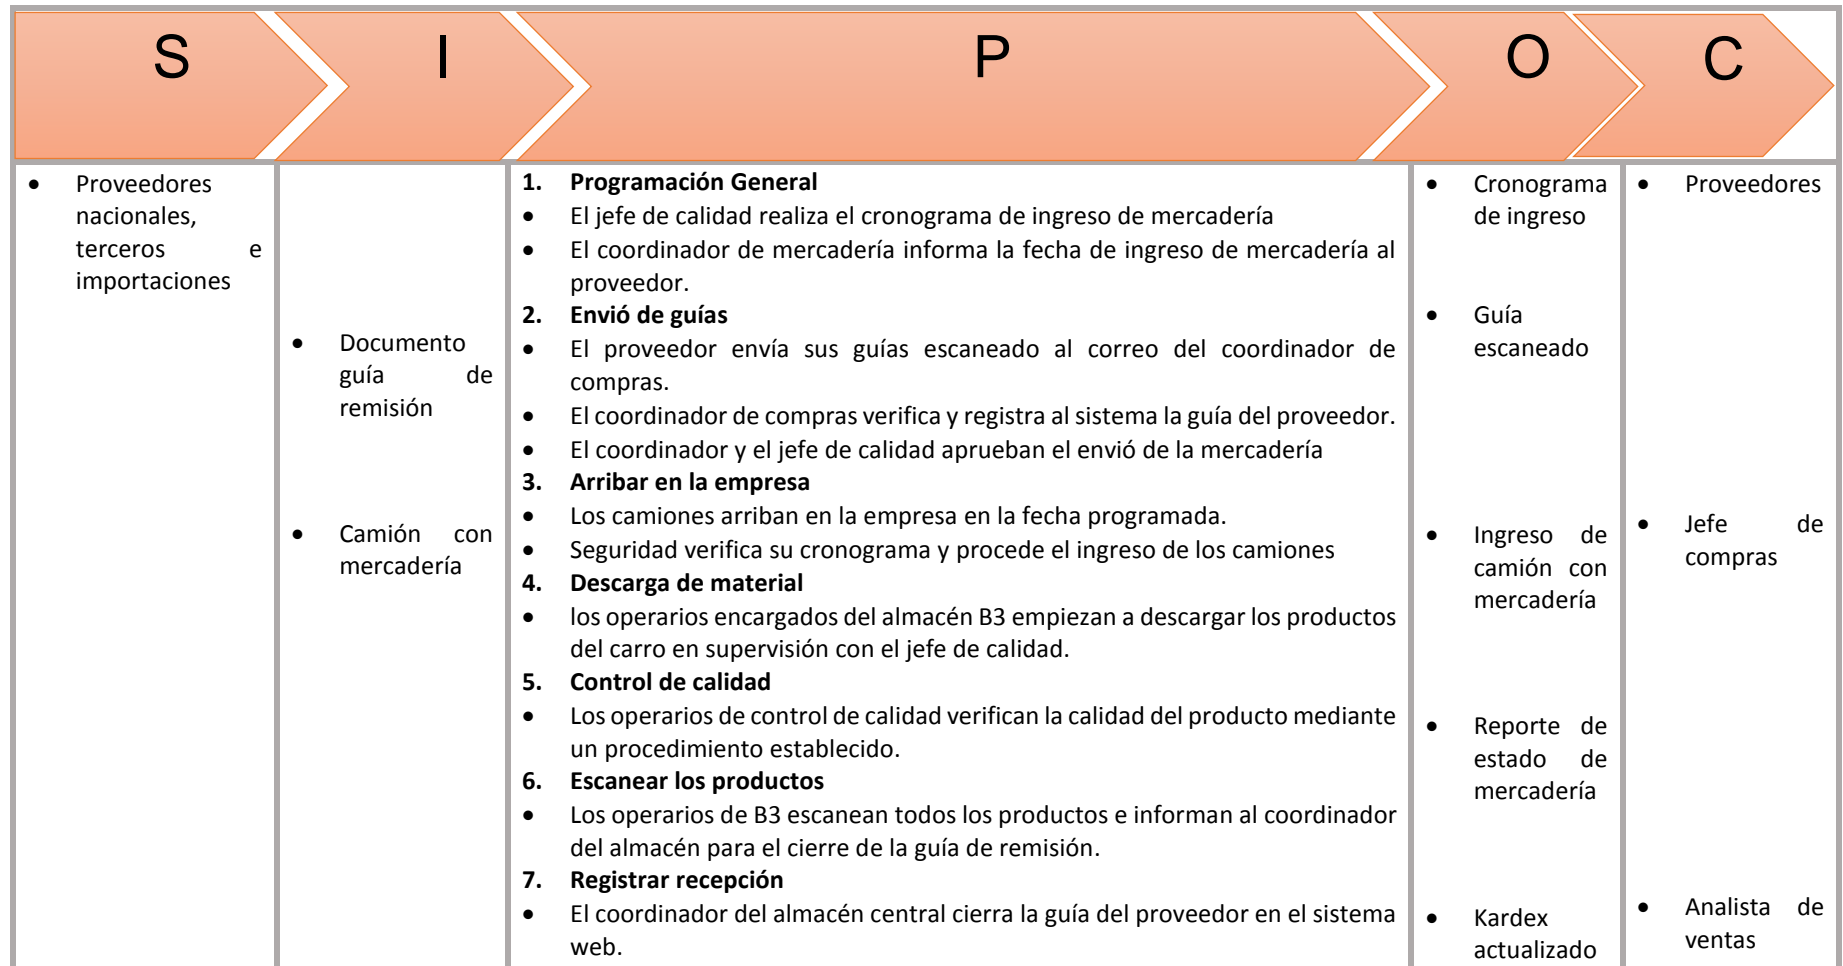 S
I
P
O
C
• Proveedores
nacionales,
terceros e
importaciones
• Documento
guía de
remisión
• Camión con
mercadería
1. Programación General
• El jefe de calidad realiza el cronograma de ingreso de mercadería
• El coordinador de mercadería informa la fecha de ingreso de mercadería al
proveedor.
2. Envió de guías
• El proveedor envía sus guías escaneado al correo del coordinador de
compras.
• El coordinador de compras verifica y registra al sistema la guía del proveedor.
• El coordinador y el jefe de calidad aprueban el envió de la mercadería
3. Arribar en la empresa
• Los camiones arriban en la empresa en la fecha programada.
• Seguridad verifica su cronograma y procede el ingreso de los camiones
4. Descarga de material
• los operarios encargados del almacén B3 empiezan a descargar los productos
del carro en supervisión con el jefe de calidad.
5. Control de calidad
• Los operarios de control de calidad verifican la calidad del producto mediante
un procedimiento establecido.
6. Escanear los productos
• Los operarios de B3 escanean todos los productos e informan al coordinador
del almacén para el cierre de la guía de remisión.
7. Registrar recepción
• El coordinador del almacén central cierra la guía del proveedor en el sistema
web.
• Cronograma
de ingreso
• Guía
escaneado
• Ingreso de
camión con
mercadería
• Reporte de
estado de
mercadería
• Kardex
actualizado
• Proveedores
• Jefe de
compras
• Analista de
ventas